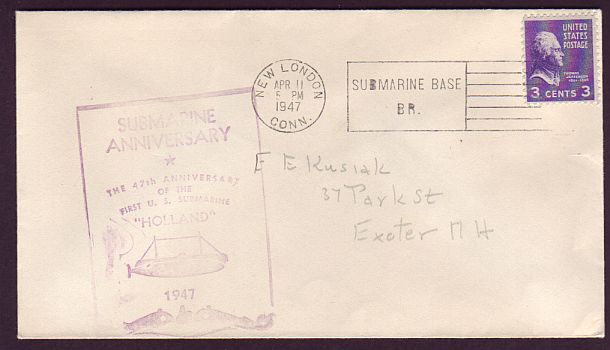 UNITED
STATES
POSTAGE
THOMAS
JEFFERSON
3 CENTS 3
NEW LONDON
APR 11
5 PM
1947
CONN.
SUBMARINE BASE
BR.
SUBMARINE
ANNIVERSARY
THE 47th ANNIVERSARY
OF THE
FIRST U. S. SUBMARINE
"HOLLAND"
1947
E E Kusiak
37 Park St
Exeter N H